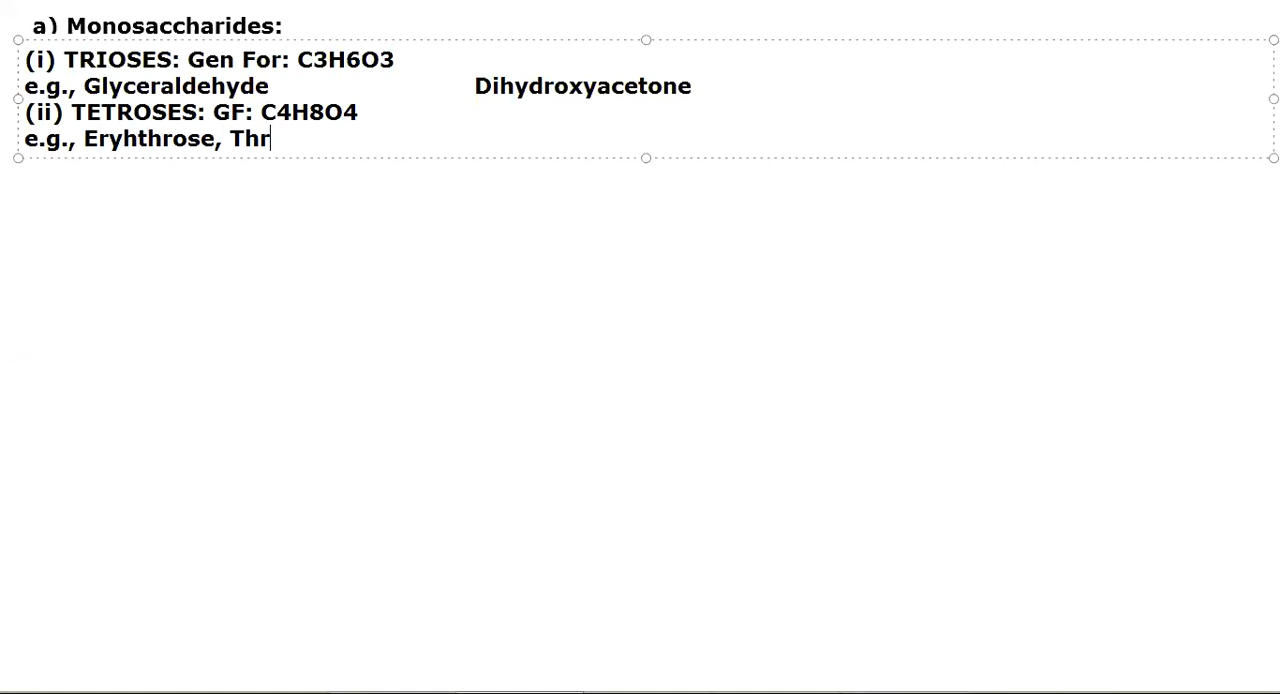 a) Monosaccharides:
(i) TRIOSES: Gen For: C3H6O3
e.g., Glyceraldehyde Dihydroxyacetone
(ii) TETROSES: GF: C4H8O4
e.g., Eryhthrose, Thr